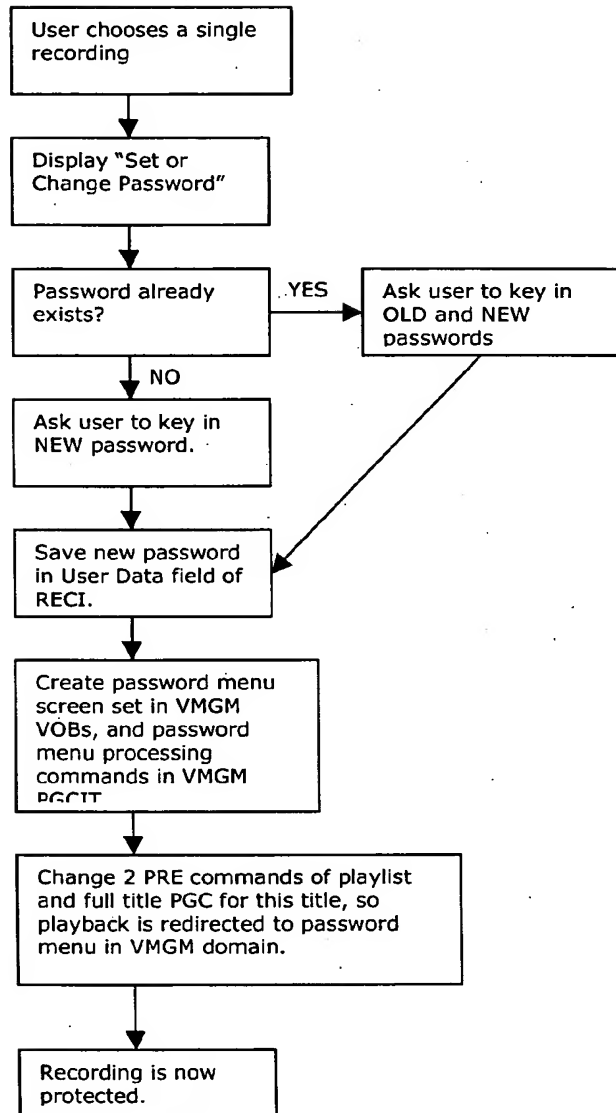 User chooses a single
recording
Display "Set or
Change Password"
Password already
exists?
YES
Ask user to key in
OLD and NEW
passwords
NO
Ask user to key in
NEW password.
Save new password
in User Data field of
RECI.
Create password menu
screen set in VMGM
VOBs, and password
menu processing
commands in VMGM
PGCIT
Change 2 PRE commands of playlist
and full title PGC for this title, so
playback is redirected to password
menu in VMGM domain.
Recording is now
protected.